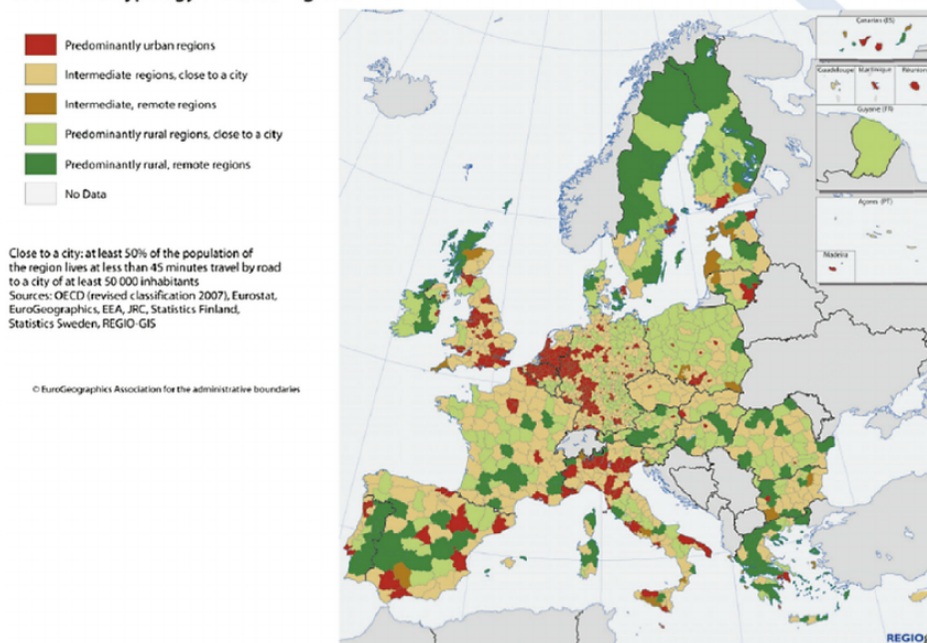 Predominantly urban regions
Intermediate regions, close to a city
Intermediate, remote regions
Predominantly rural regions, close to a city
Predominantly rural, remote regions
No Data
Close to a city: at least 50% of the population of
the region lives at less than 45 minutes travel by road
to a city of at least 50 000 inhabitants
Sources: OECD (revised classification 2007), Eurostat,
EuroGeographics, EEA, JRC, Statistics Finland,
Statistics Sweden, REGIO-GIS
© EuroGeographics Association for the administrative boundaries
Canarias (ES)
Guadeloupe Martinique Réunion
Guyane (FR)
Açores (PT)
Madeira
REGIO